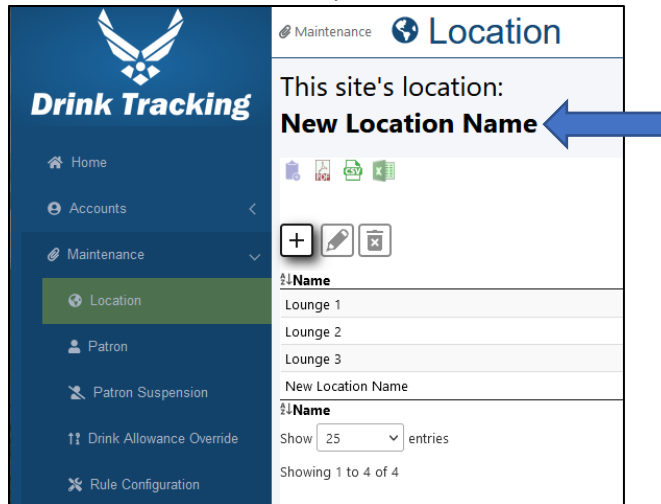 Drink Tracking
Home
Accounts
Maintenance
Location
Patron
Patron Suspension
Drink Allowance Override
Rule Configuration
Maintenance Location
This site's location:
New Location Name
PDF CSV X
Name
Lounge 1
Lounge 2
Lounge 3
New Location Name
Name
Show 25 entries
Showing 1 to 4 of 4